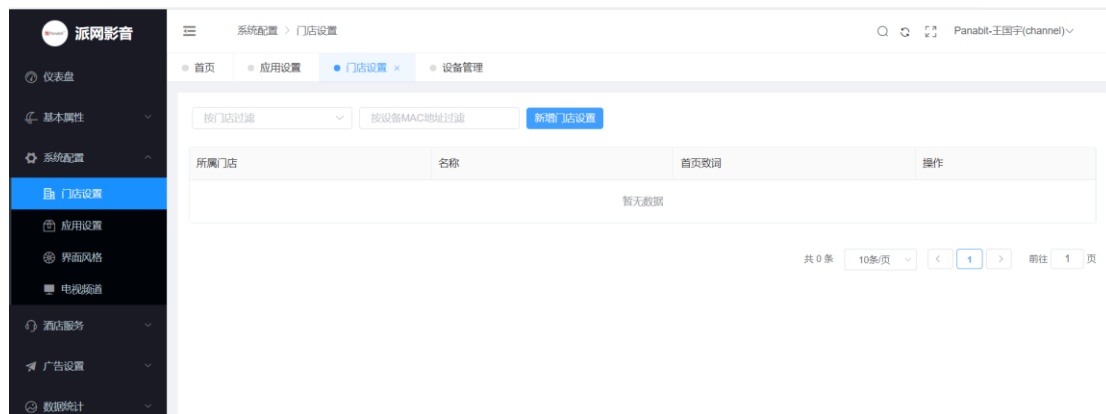 派网影音
系统配置 > 门店设置
Panabit-王国宇(channel)
首页
应用设置
门店设置 ×
设备管理
仪表盘
基本属性
系统配置
门店设置
应用设置
界面风格
电视频道
酒店服务
广告设置
数据统计
按门店过滤
按设备MAC地址过滤
新增门店设置
所属门店 名称 首页致词 操作
暂无数据
共 0 条 10条/页 < 1 > 前往 1 页